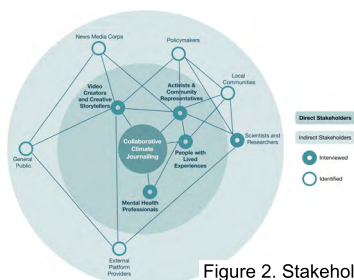 News Media Corps
Policymakers
Video
Creators
and Creative
Storytellers
Activists &
Community
Representatives
Local
Communities
Direct Stakeholders
Indirect Stakeholders
Collaborative
Climate
Journalling
Scientists and
Researchers
Interviewed
General
Public
People with
Lived
Experiences
Identified
Mental Health
Professionals
External
Platform
Providers
Figure 2. Stakehol